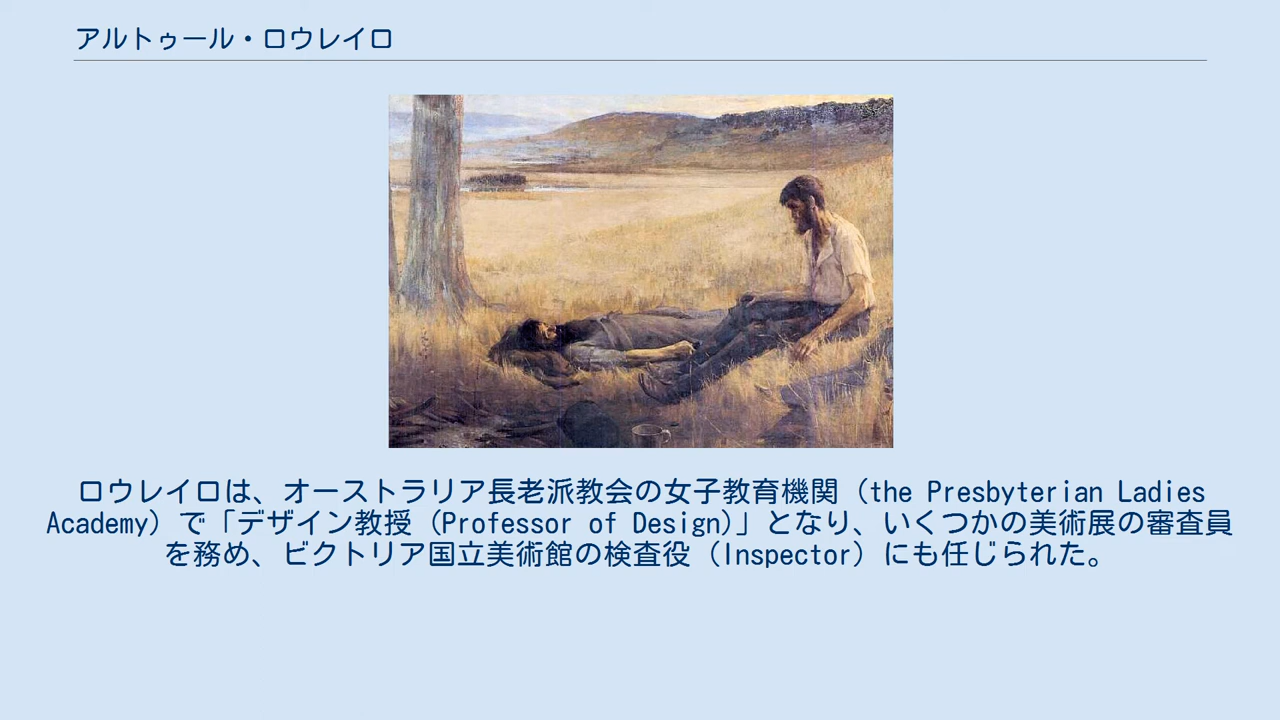 アルトゥール・ロウレイロ
ロウレイロは、オーストラリア長老派教会の女子教育機関（the Presbyterian Ladies
Academy）で「デザイン教授（Professor of Design)」となり、いくつかの美術展の審査員
を務め、ビクトリア国立美術館の検査役（Inspector）にも任じられた。